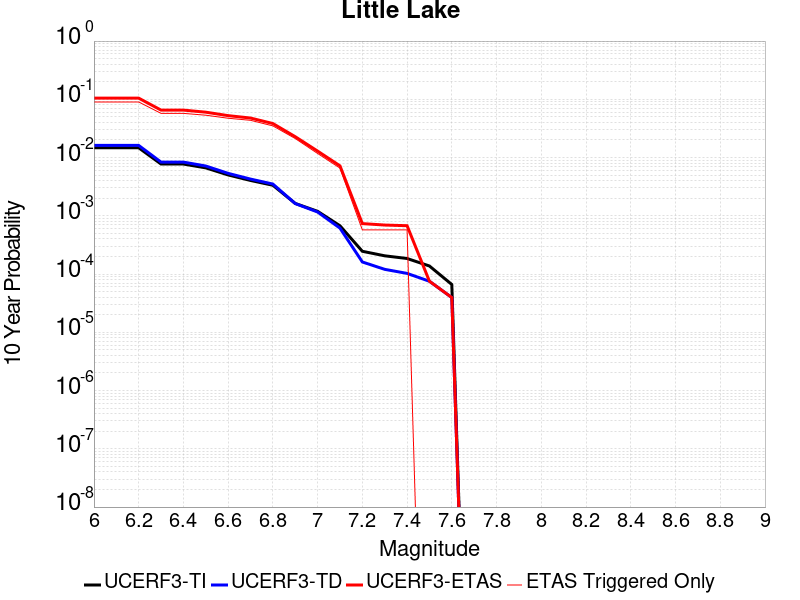 Little Lake
10 0
10 -1
10 -2
10 -3
10 -4
10 -5
10 -6
10 -7
10 -8
10 Year Probability
6 6.2 6.4 6.6 6.8 7 7.2 7.4 7.6 7.8 8 8.2 8.4 8.6 8.8 9
Magnitude
UCERF3-TI UCERF3-TD UCERF3-ETAS ETAS Triggered Only